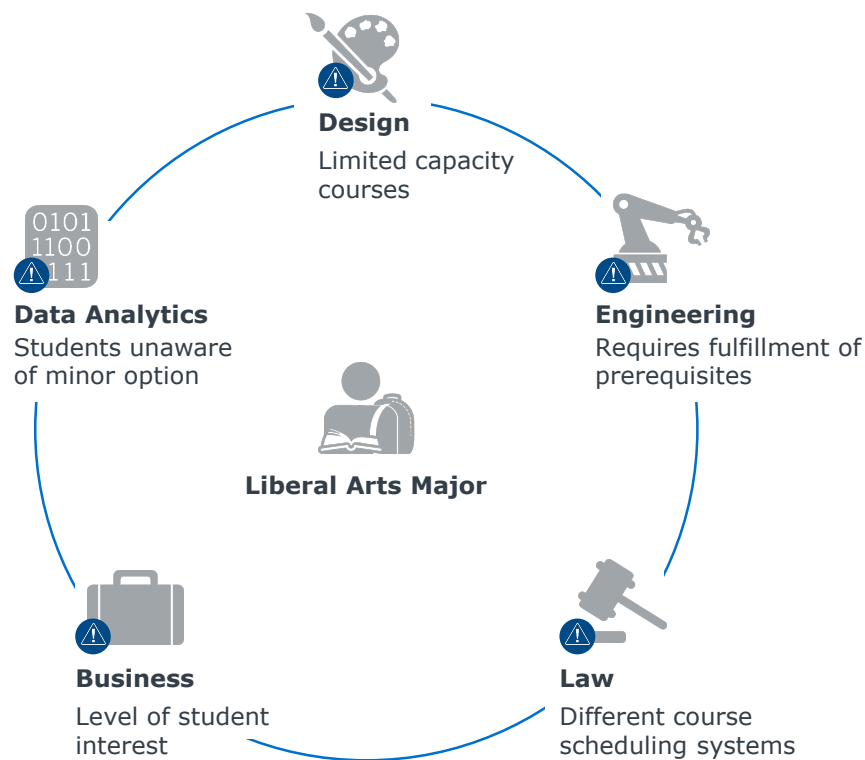 Design
Limited capacity
courses
0101
1100
111
Data Analytics
Students unaware
of minor option
Engineering
Requires fulfillment of
prerequisites
Liberal Arts Major
Business
Level of student
interest
Law
Different course
scheduling systems